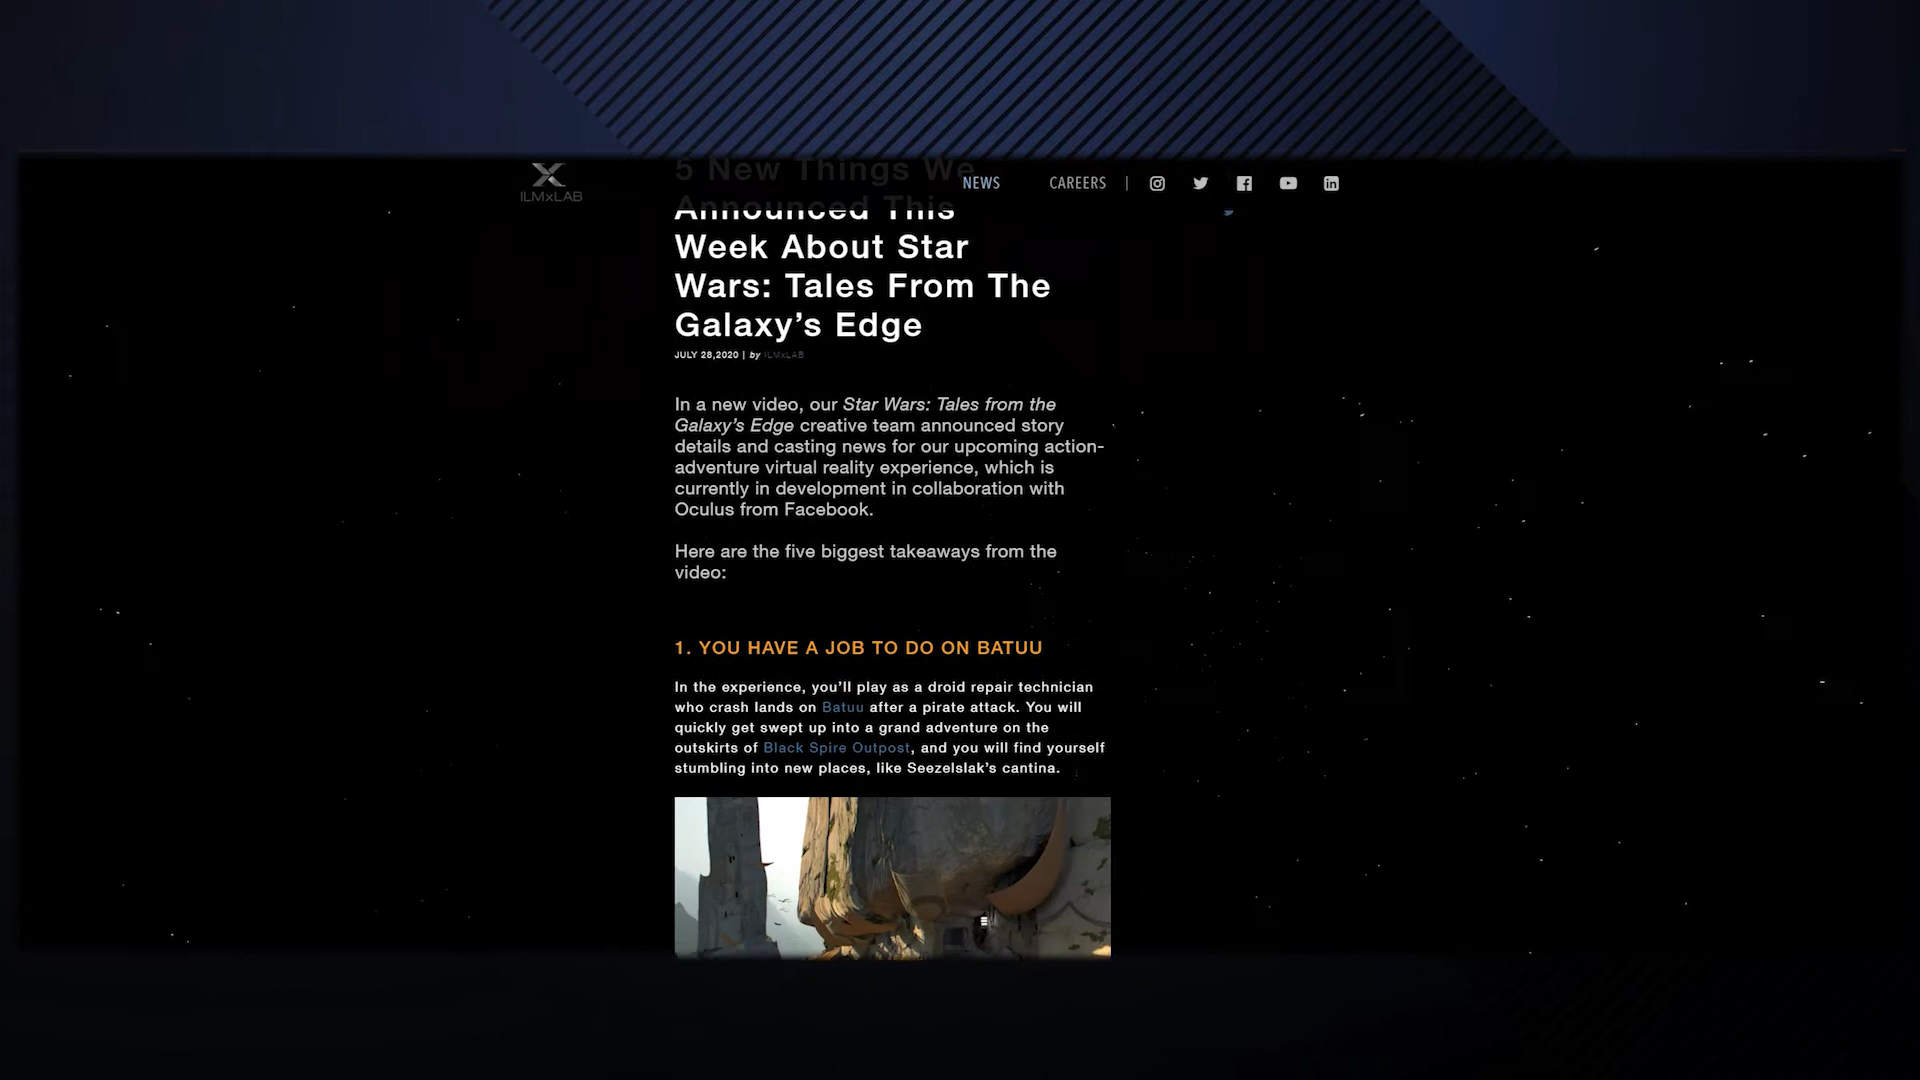 ILMxLAB
NEWS
CAREERS |
5 New Things We
Announced This
Week About Star
Wars: Tales From The
Galaxy’s Edge
JULY 28,2020 | by ILMxLAB
In a new video, our Star Wars: Tales from the
Galaxy’s Edge creative team announced story
details and casting news for our upcoming action-
adventure virtual reality experience, which is
currently in development in collaboration with
Oculus from Facebook.
Here are the five biggest takeaways from the
video:
1. YOU HAVE A JOB TO DO ON BATUU
In the experience, you’ll play as a droid repair technician
who crash lands on Batuu after a pirate attack. You will
quickly get swept up into a grand adventure on the
outskirts of Black Spire Outpost, and you will find yourself
stumbling into new places, like Seezelslak’s cantina.